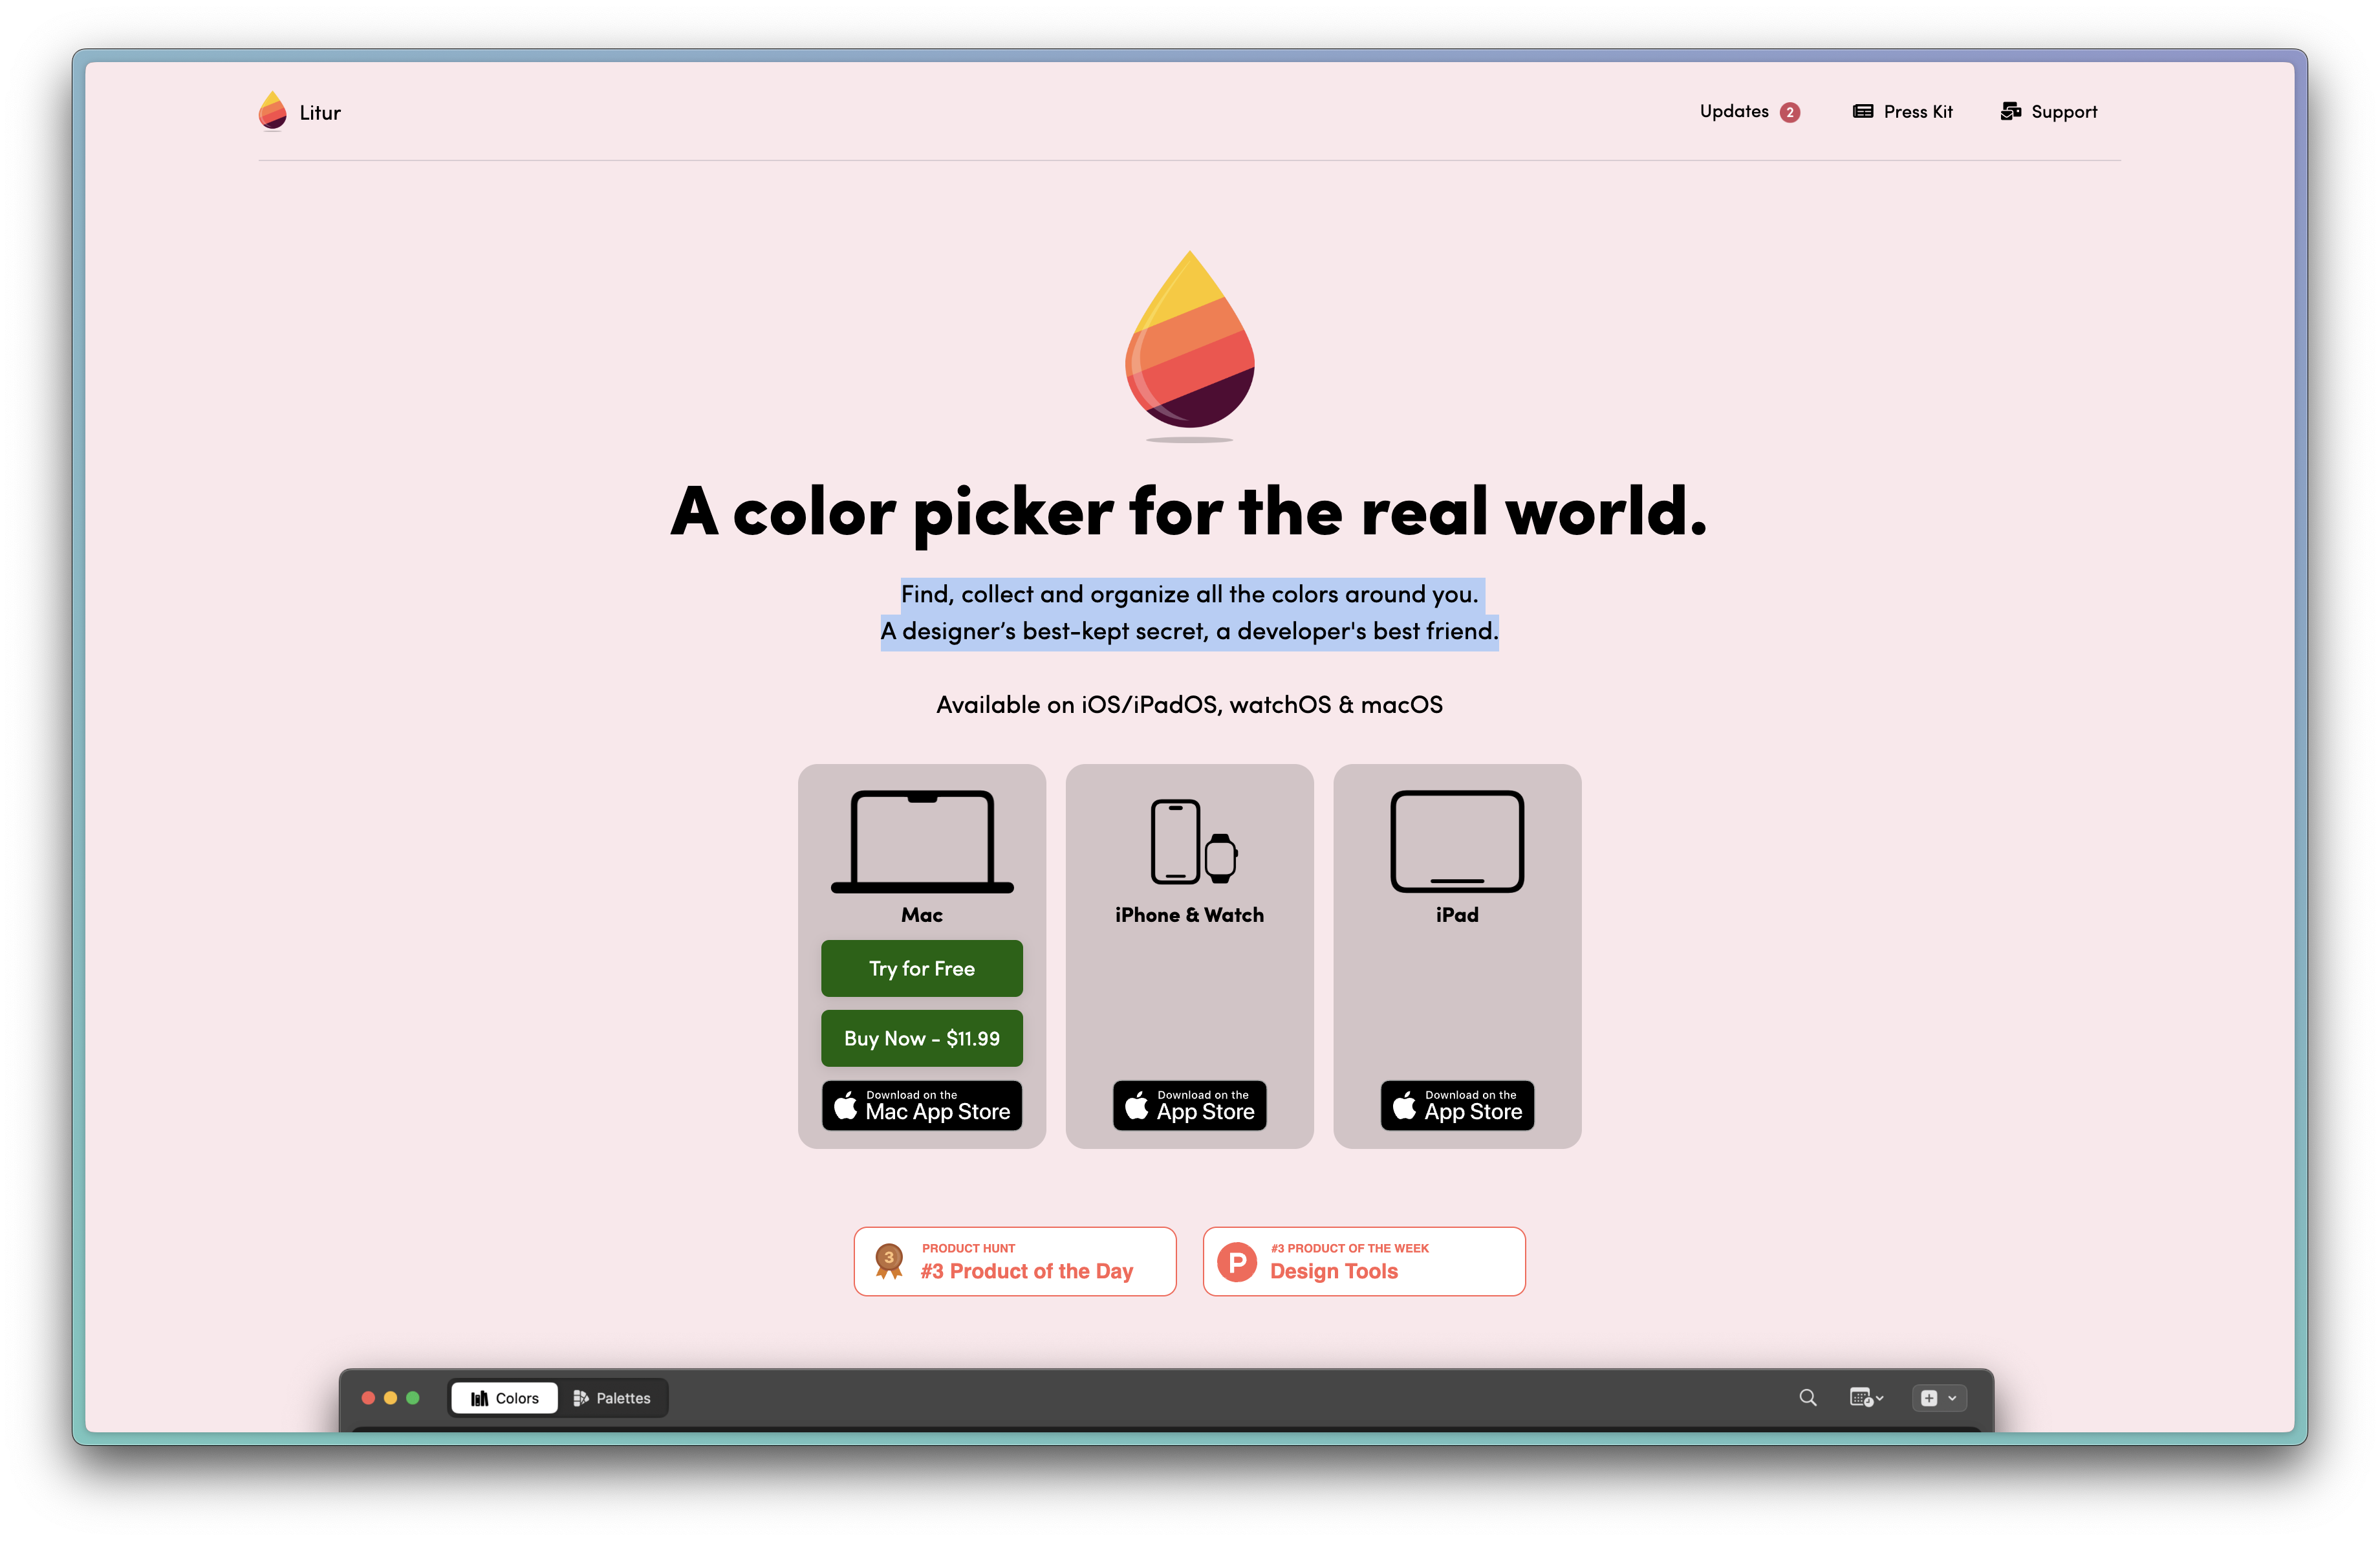 Litur
Updates 2
Press Kit
Support
A color picker for the real world.
Find, collect and organize all the colors around you.
A designer’s best-kept secret, a developer's best friend.
Available on iOS/iPadOS, watchOS & macOS
Mac
Try for Free
Buy Now - $11.99
Download on the
Mac App Store
iPhone & Watch
Download on the
App Store
iPad
Download on the
App Store
3
PRODUCT HUNT
#3 Product of the Day
P
#3 PRODUCT OF THE WEEK
Design Tools
Colors
Palettes